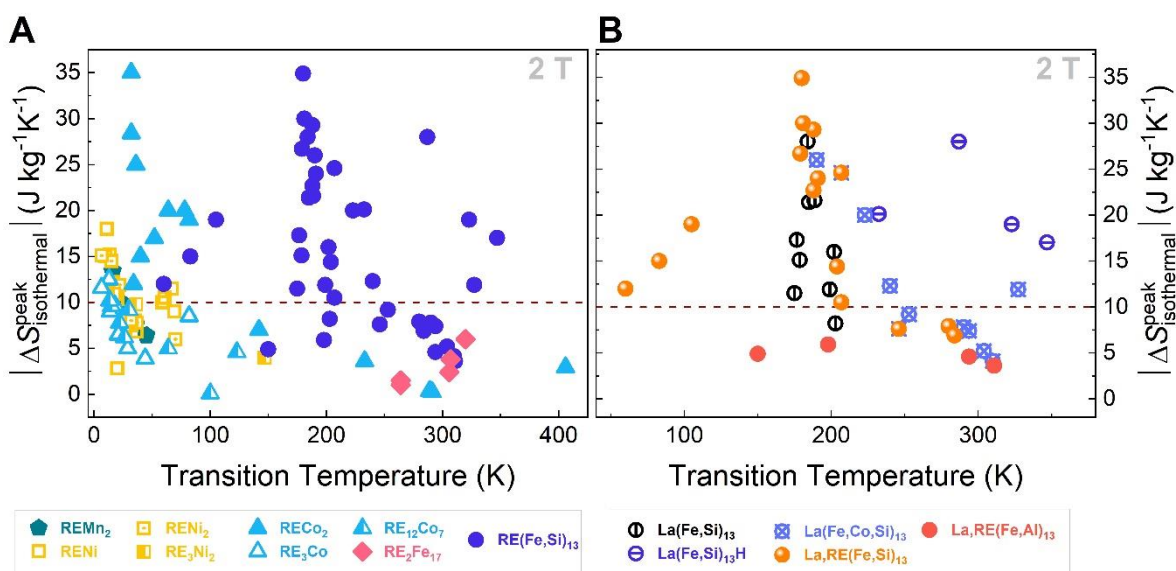 A
B
2 T
2 T
|ΔS^peak_isothermal| (J kg⁻¹K⁻¹)
35
30
25
20
15
10
5
0
0 100 200 300 400
Transition Temperature (K)
100 200 300
Transition Temperature (K)
35
30
25
20
15
10
5
0
|ΔS^peak_isothermal| (J kg⁻¹K⁻¹)
REMn₂ RENi₂ RECo₂ RE₁₂Co₇ RE(Fe,Si)₁₃
RENi RE₃Ni₂ RE₃Co RE₂Fe₁₇
La(Fe,Si)₁₃ La(Fe,Co,Si)₁₃ La,RE(Fe,Al)₁₃
La(Fe,Si)₁₃H La,RE(Fe,Si)₁₃